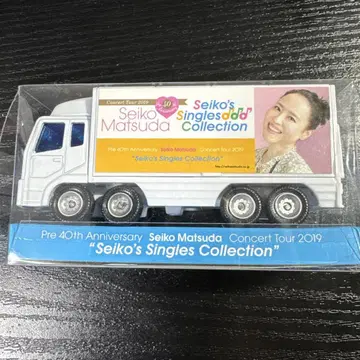 Concert Tour 2019
40
Seiko
Matsuda
Seiko's
Singles
Collection
Pre 40th Anniversary Seiko Matsuda Concert Tour 2019
"Seiko's Singles Collection"
Pre 40th Anniversary Seiko Matsuda Concert Tour 2019
"Seiko's Singles Collection"